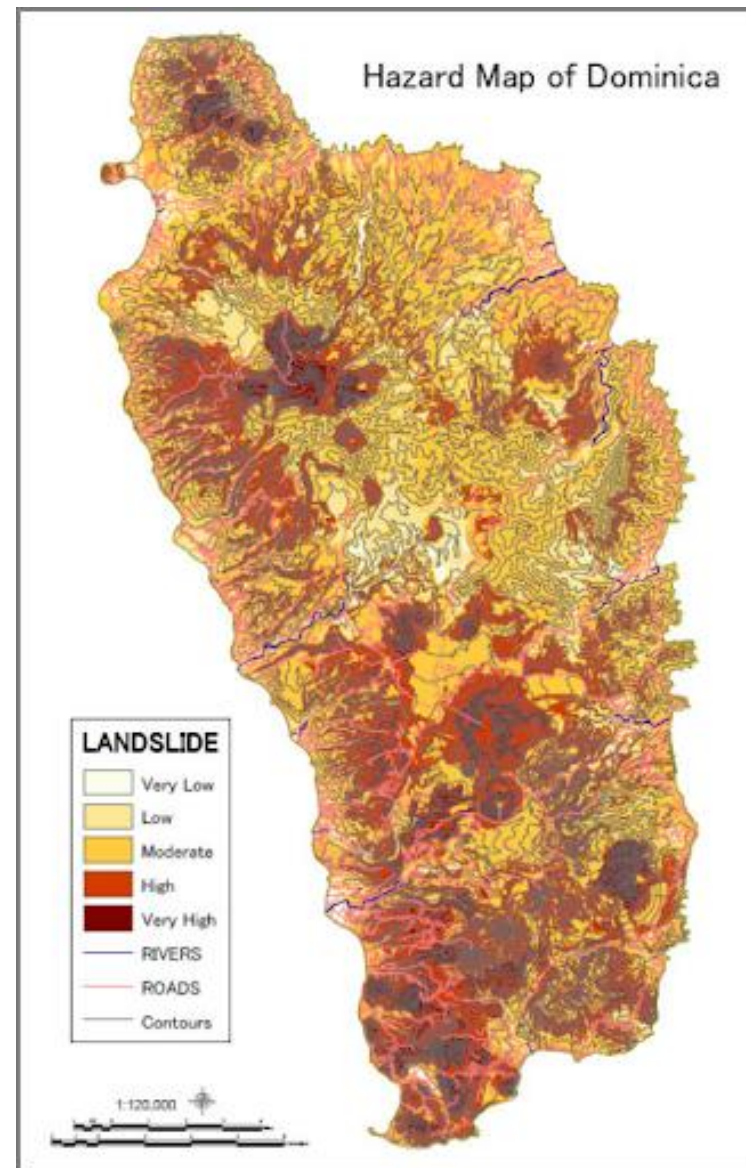 Hazard Map of Dominica
LANDSLIDE
Very Low
Low
Moderate
High
Very High
RIVERS
ROADS
Contours
1:120,000